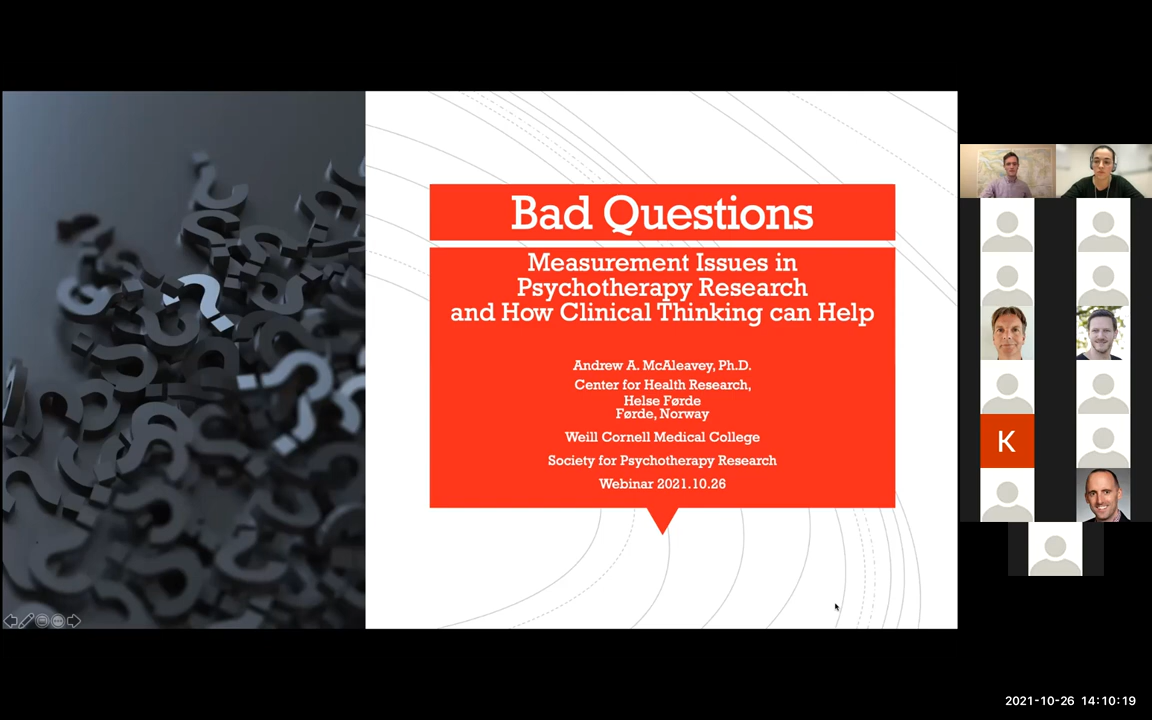 Bad Questions
Measurement Issues in
Psychotherapy Research
and How Clinical Thinking can Help
Andrew A. McAleavey, Ph.D.
Center for Health Research,
Helse Førde
Førde, Norway
Weill Cornell Medical College
Society for Psychotherapy Research
Webinar 2021.10.26
K
2021-10-26 14:10:19